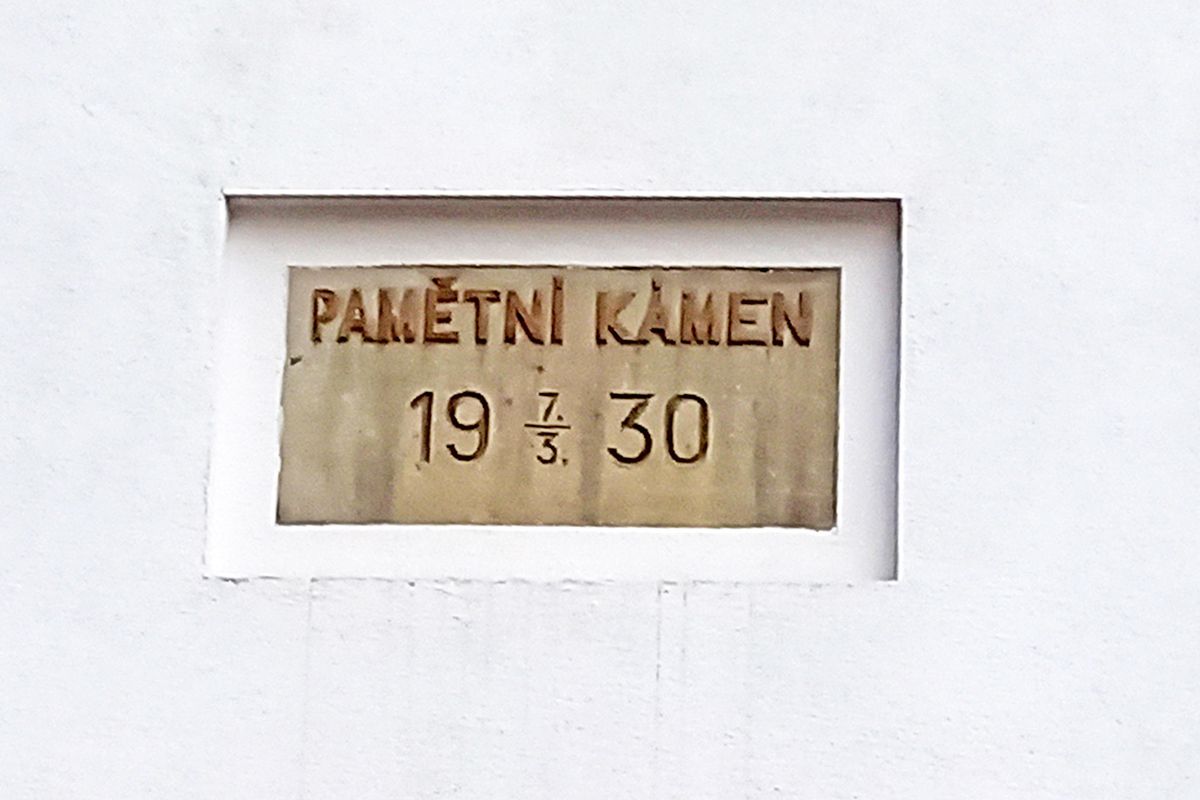 PAMĚTNÍ KÁMEN
19 7./3. 30